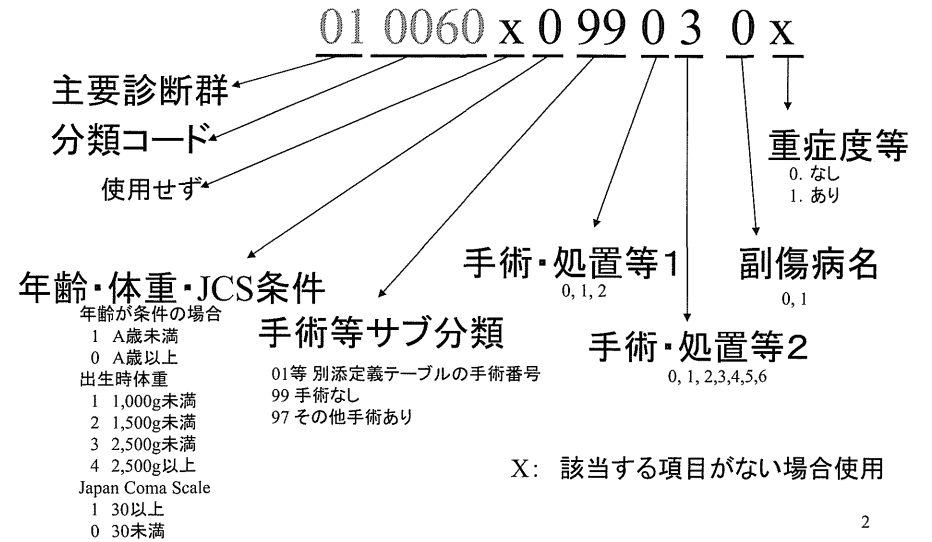 01 0060 x 0 99 0 3 0 x
主要診断群
分類コード
使用せず
重症度等
0. なし
1. あり
手術・処置等1
0, 1, 2
副傷病名
0, 1
年齢・体重・JCS条件
年齢が条件の場合
1 A歳未満
0 A歳以上
出生時体重
1 1,000g未満
2 1,500g未満
3 2,500g未満
4 2,500g以上
Japan Coma Scale
1 30以上
0 30未満
手術等サブ分類
01等 別添定義テーブルの手術番号
99 手術なし
97 その他手術あり
手術・処置等2
0, 1, 2,3,4,5,6
X: 該当する項目がない場合使用
2